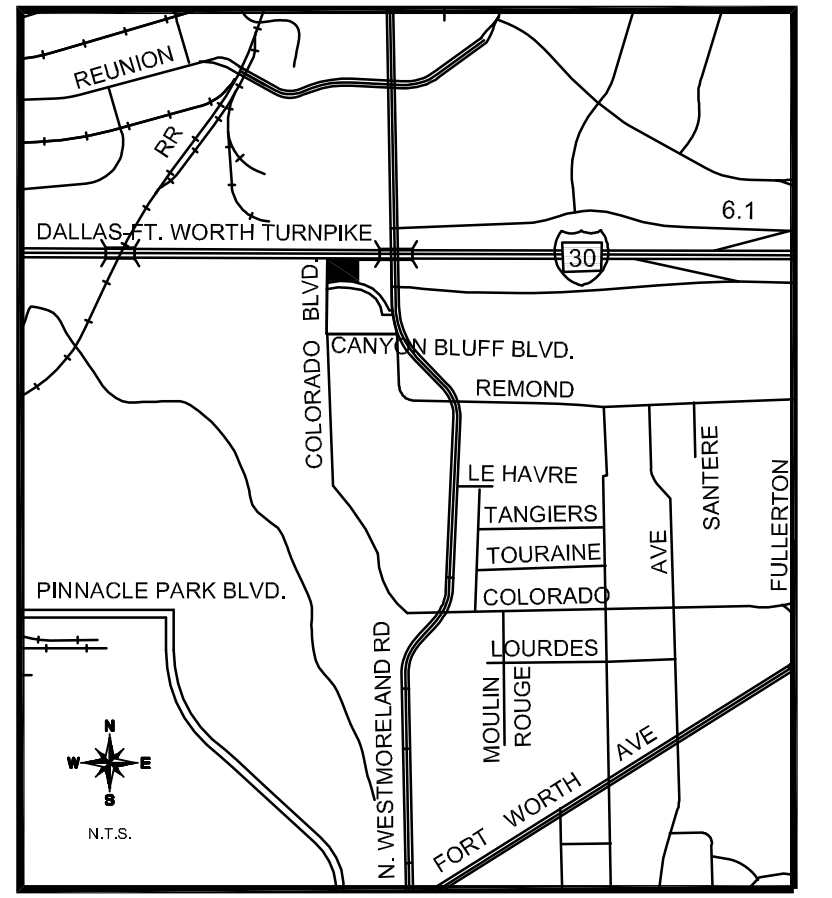 REUNION
RR
6.1
DALLAS-FT. WORTH TURNPIKE
30
COLORADO BLVD.
CANYON BLUFF BLVD.
REMOND
LE HAVRE
SANTERE
FULLERTON
TANGIERS
AVE
TOURAINE
PINNACLE PARK BLVD.
COLORADO
LOURDES
N. WESTMORELAND RD
MOULIN
ROUGE
N
W E
S
FORT WORTH AVE
N.T.S.